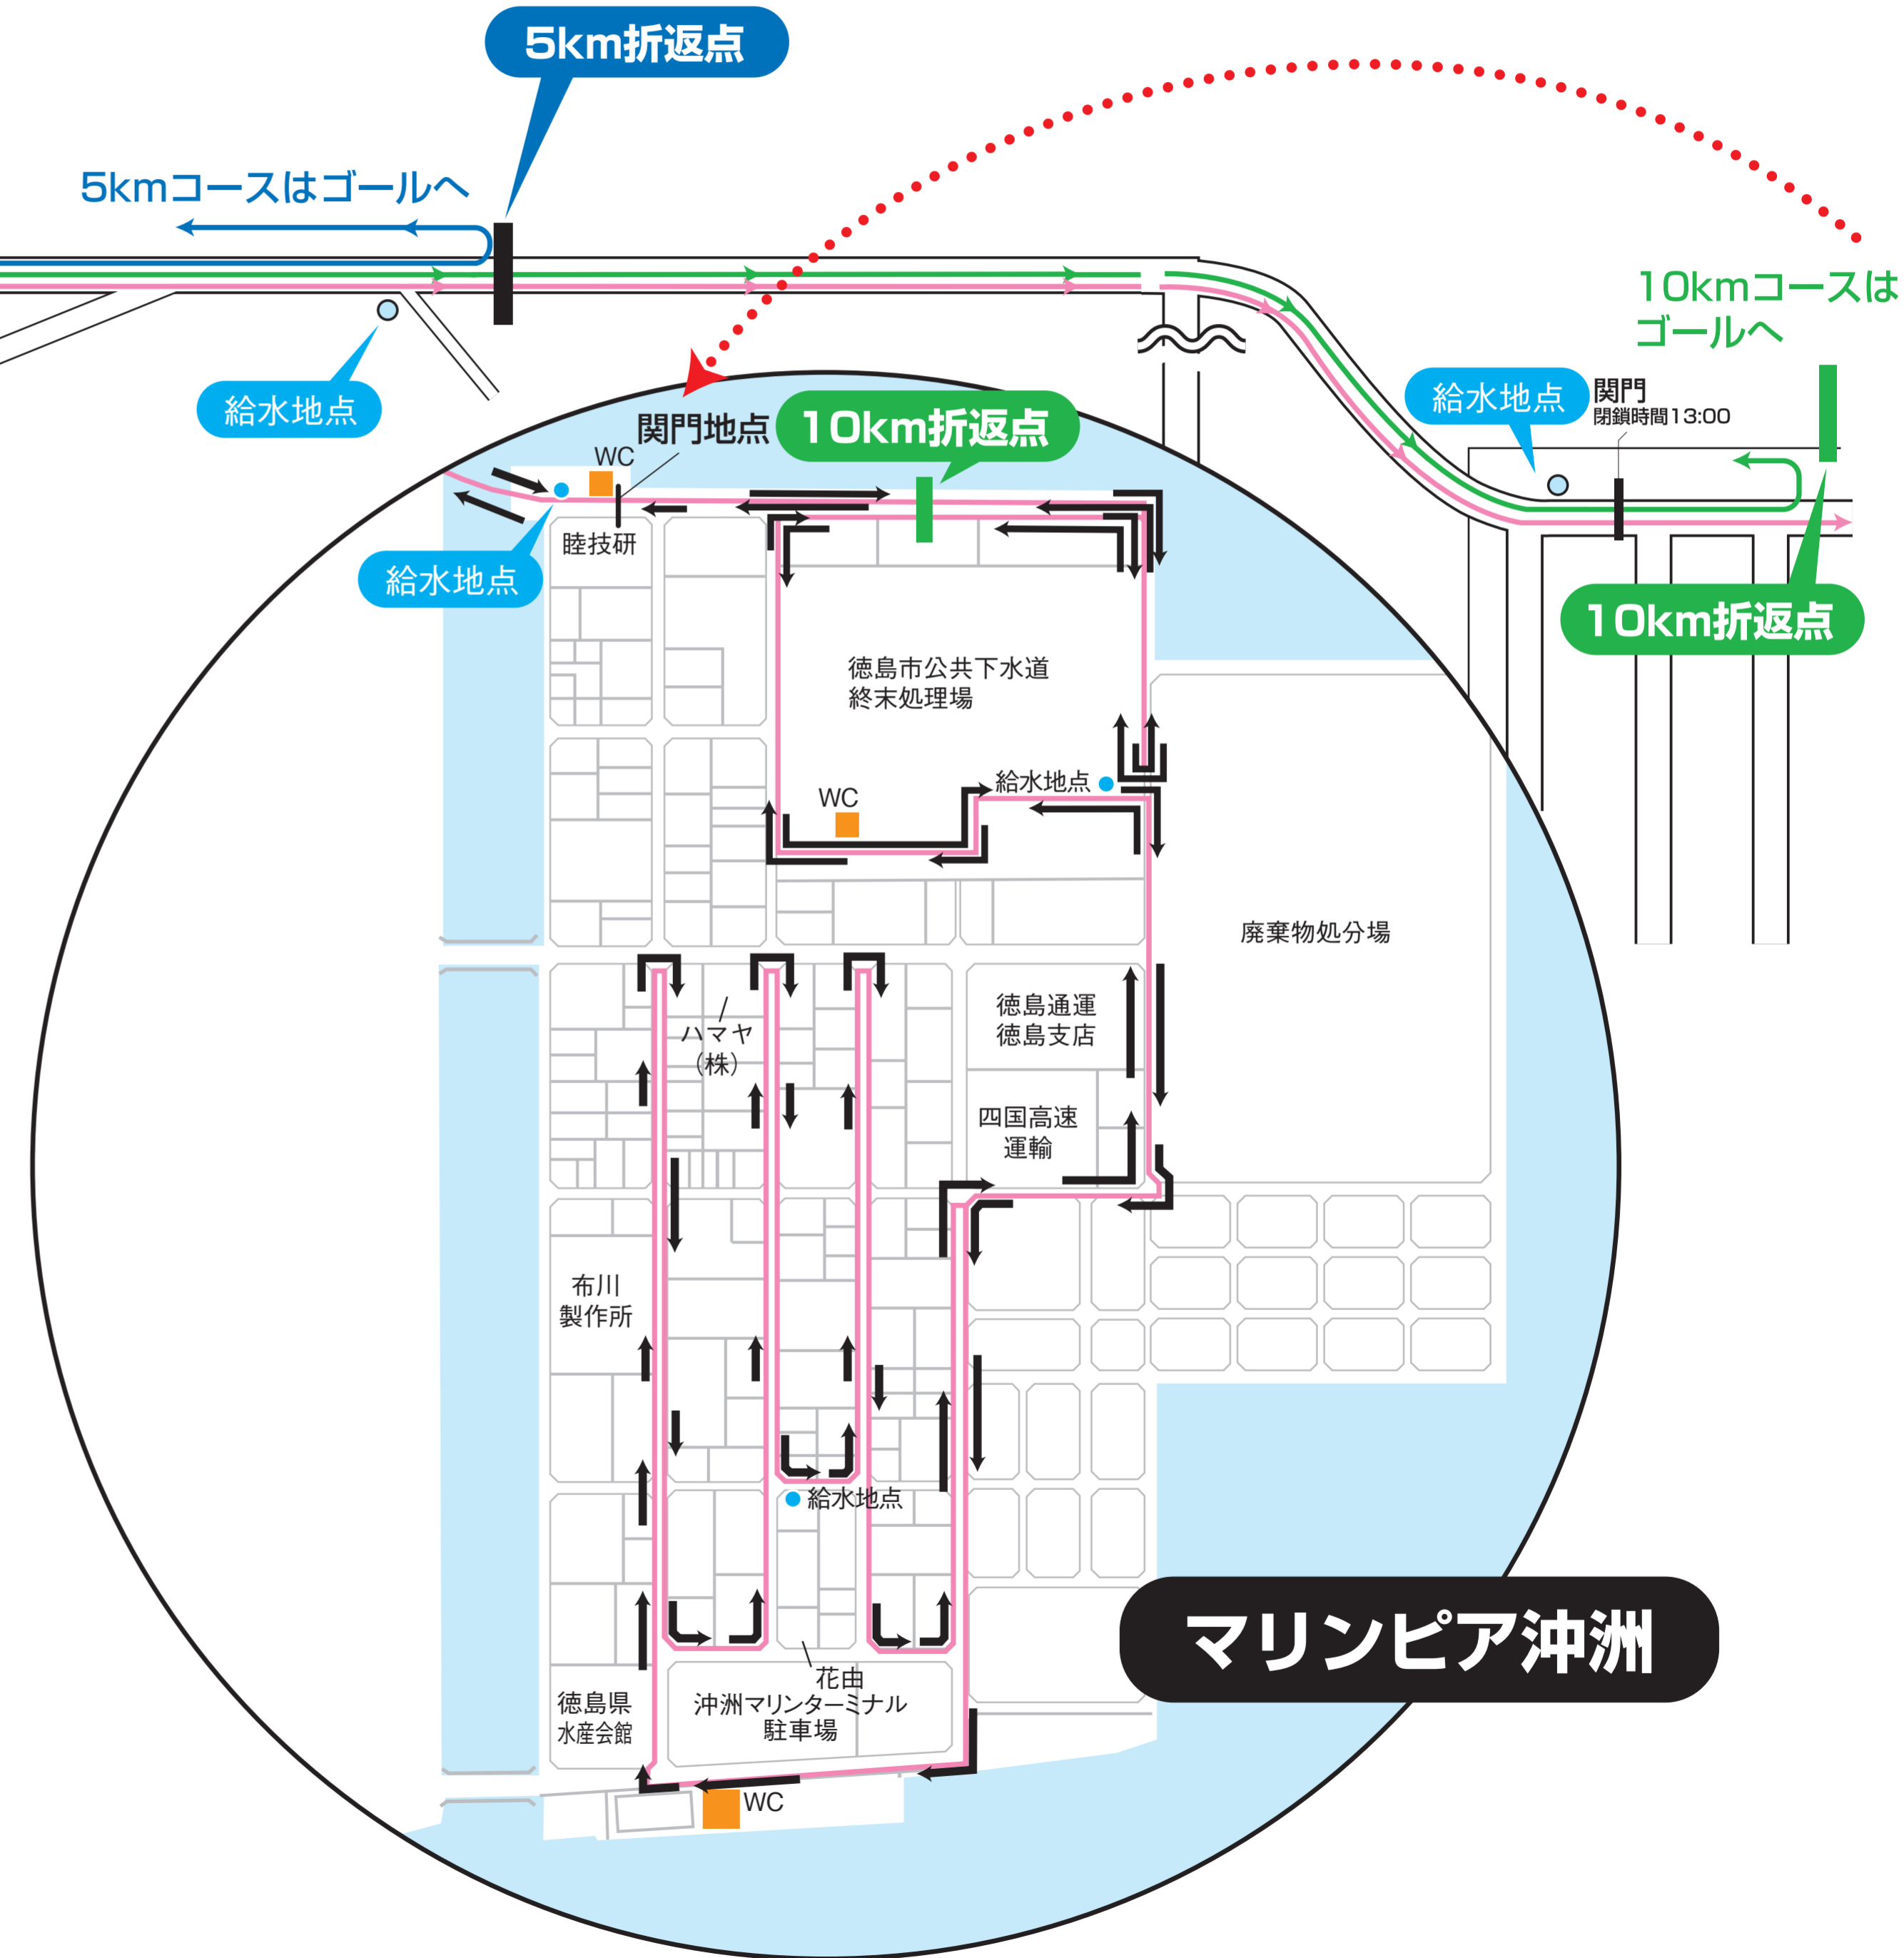 5km折返点
5kmコースはゴールへ
10kmコースは
ゴールへ
給水地点
関門
閉鎖時間13:00
給水地点
関門地点
10km折返点
WC
睦技研
給水地点
10km折返点
徳島市公共下水道
終末処理場
給水地点
WC
廃棄物処分場
徳島通運
徳島支店
ハマヤ
(株)
四国高速
運輸
布川
製作所
給水地点
マリンピア沖洲
花由
徳島県
水産会館
沖洲マリンターミナル
駐車場
WC